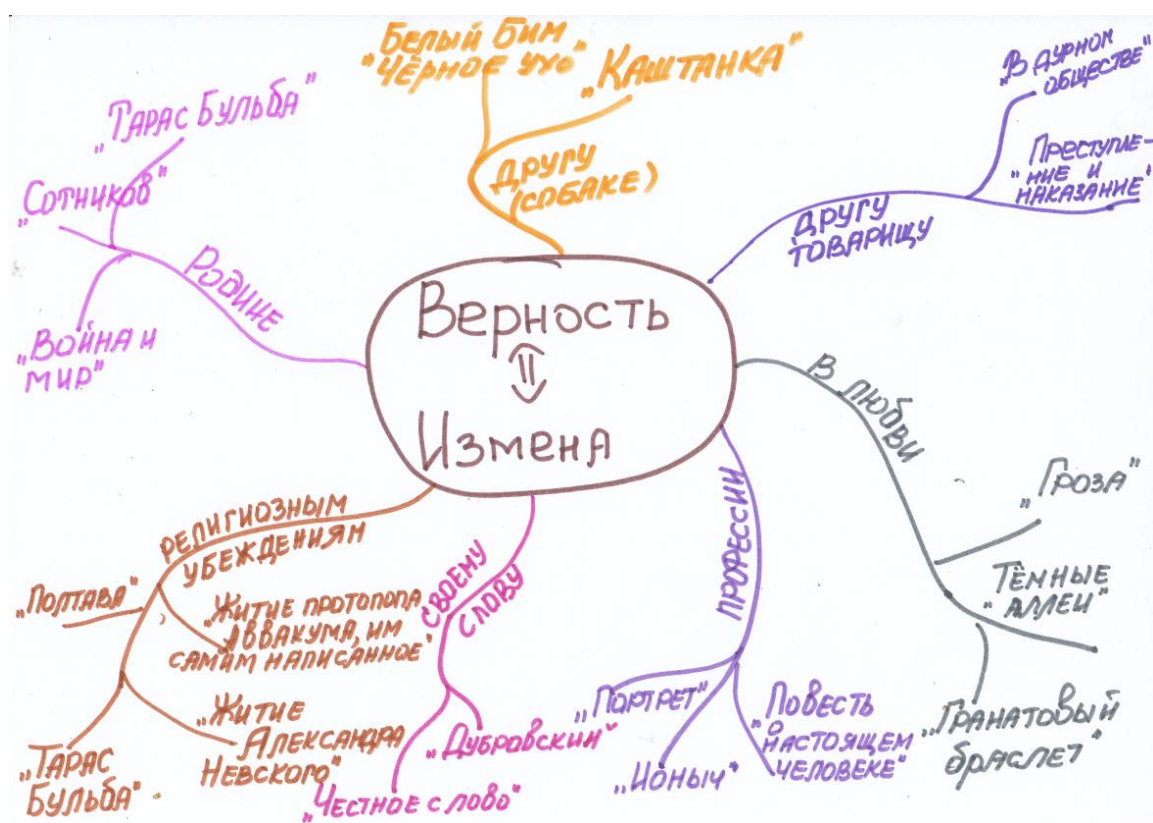 Верность
Измена
Родине
„Тарас Бульба"
„Сотников"
„Война и
мир"
Другу
(собаке)
Белый Бим
„Чёрное ухо"
„Каштанка"
Другу
товарищу
„В дурном
обществе"
Преступле-
„ние и
наказание"
В любви
„Гроза"
Тёмные
„аллеи"
„Гранатовый
браслет"
Профессии
„Портрет"
„Ионыч"
„Повесть
о
настоящем
человеке"
Своему
слову
„Дубровский"
„Честное слово"
Религиозным
убеждениям
„Полтава"
„Житие протопопа
Аввакума, им
самим написанное"
„Житие
Александра
Невского"
„Тарас
Бульба"